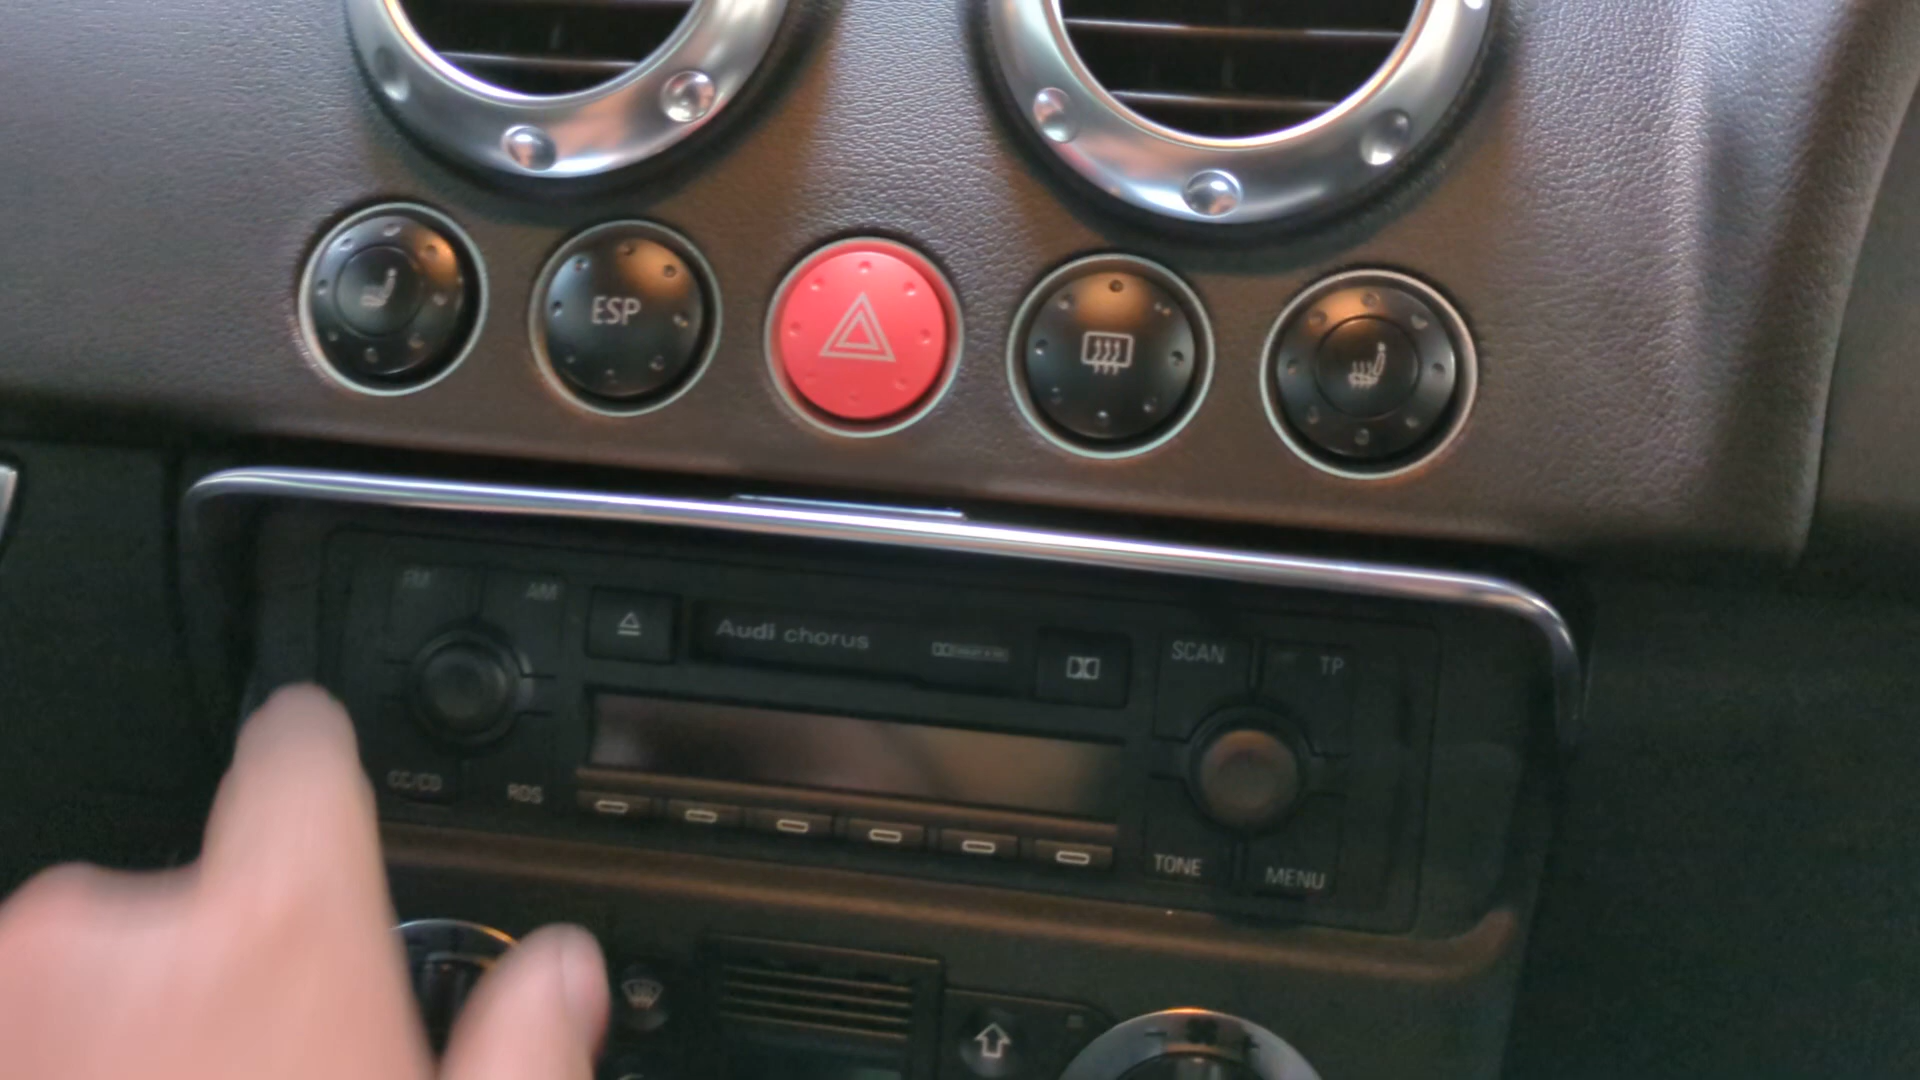 ESP
FM
AM
Audi chorus
SCAN
TP
CC/CD
RDS
TONE
MENU